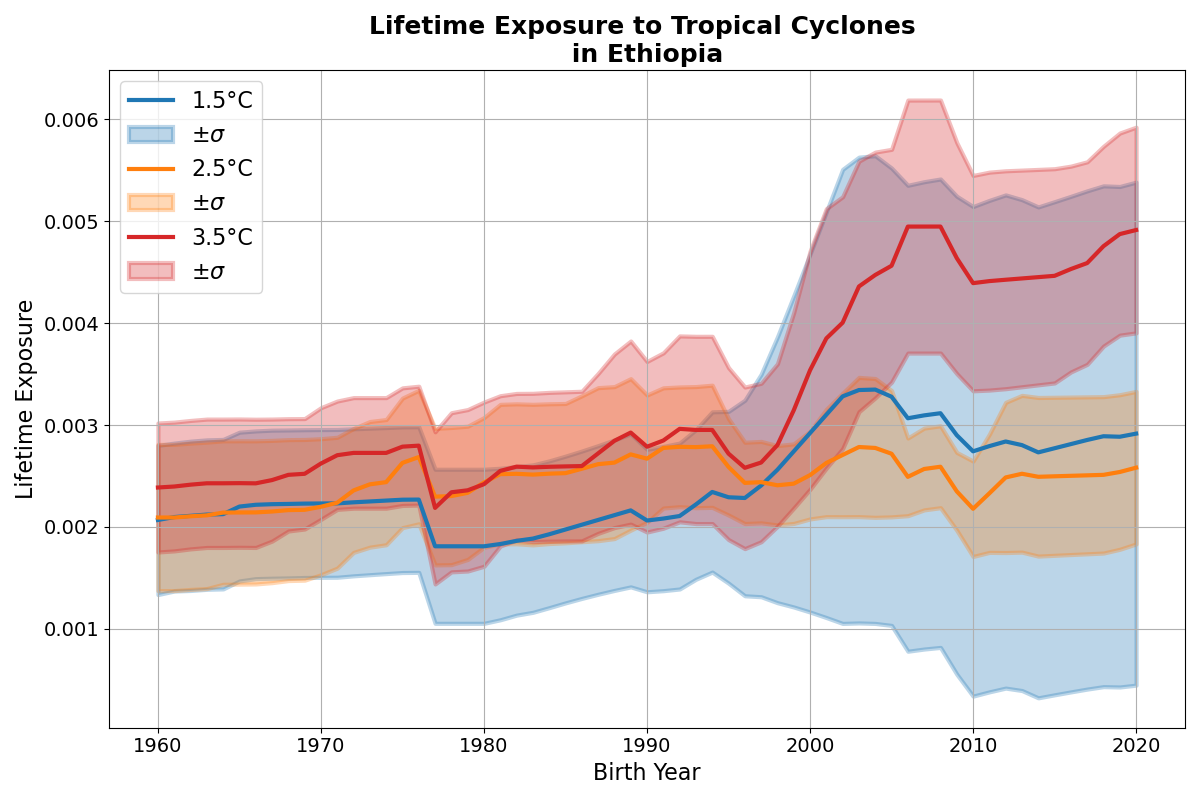 Lifetime Exposure to Tropical Cyclones
in Ethiopia
1.5°C
±σ
2.5°C
±σ
3.5°C
±σ
Lifetime Exposure
0.006
0.005
0.004
0.003
0.002
0.001
1960 1970 1980 1990 2000 2010 2020
Birth Year